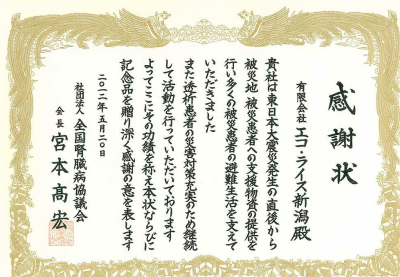 感謝状
有限会社 エコ・ライス新潟殿
貴社は東日本大震災発生の直後から
被災地 被災患者への支援物資の提供を
行い多くの被災患者の避難生活を支えて
いただきました
また透析患者の災害対策充実のため継続
して活動を行っていただいております
よってここにその功績を称え本状ならびに
記念品を贈り深く感謝の意を表します
二〇一二年五月二〇日
社団法人 全国腎臓病協議会
会長 宮本髙宏